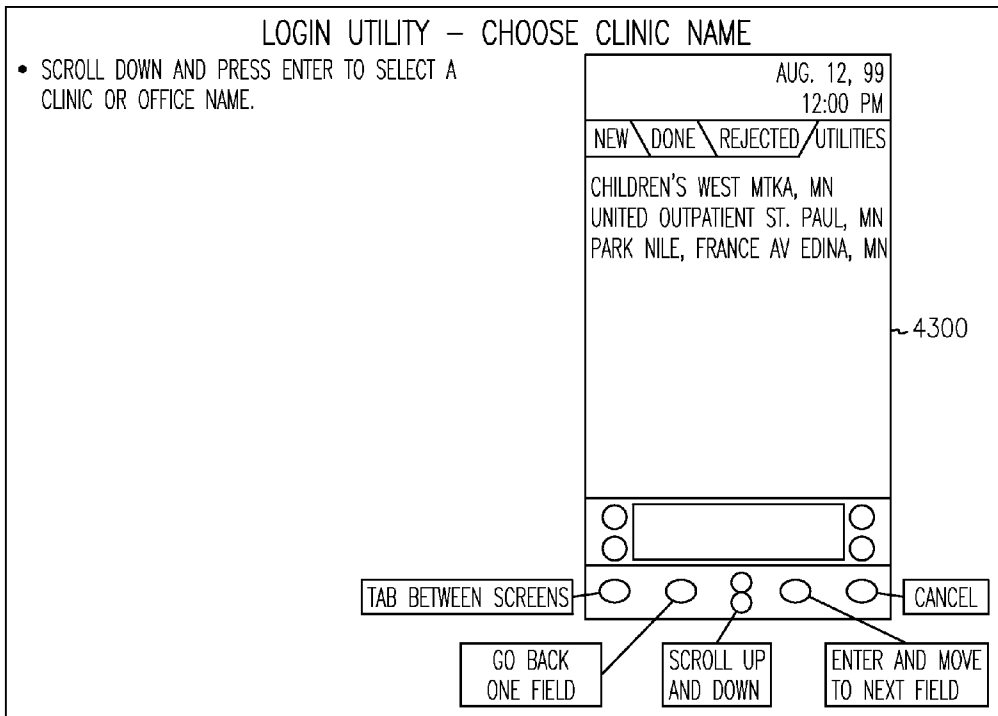 LOGIN UTILITY – CHOOSE CLINIC NAME
• SCROLL DOWN AND PRESS ENTER TO SELECT A
CLINIC OR OFFICE NAME.
AUG. 12, 99
12:00 PM
NEW DONE REJECTED UTILITIES
CHILDREN'S WEST MTKA, MN
UNITED OUTPATIENT ST. PAUL, MN
PARK NILE, FRANCE AV EDINA, MN
4300
TAB BETWEEN SCREENS
CANCEL
GO BACK
ONE FIELD
SCROLL UP
AND DOWN
ENTER AND MOVE
TO NEXT FIELD